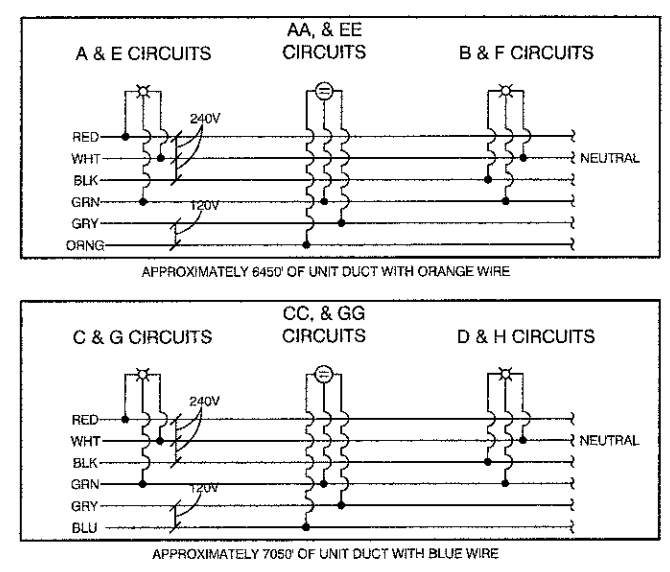 AA, & EE
A & E CIRCUITS CIRCUITS B & F CIRCUITS
240V
RED
WHT NEUTRAL
BLK
GRN 120V
GRY
ORNG
APPROXIMATELY 6450' OF UNIT DUCT WITH ORANGE WIRE
CC, & GG
C & G CIRCUITS CIRCUITS D & H CIRCUITS
240V
RED
WHT NEUTRAL
BLK
GRN 120V
GRY
BLU
APPROXIMATELY 7050' OF UNIT DUCT WITH BLUE WIRE